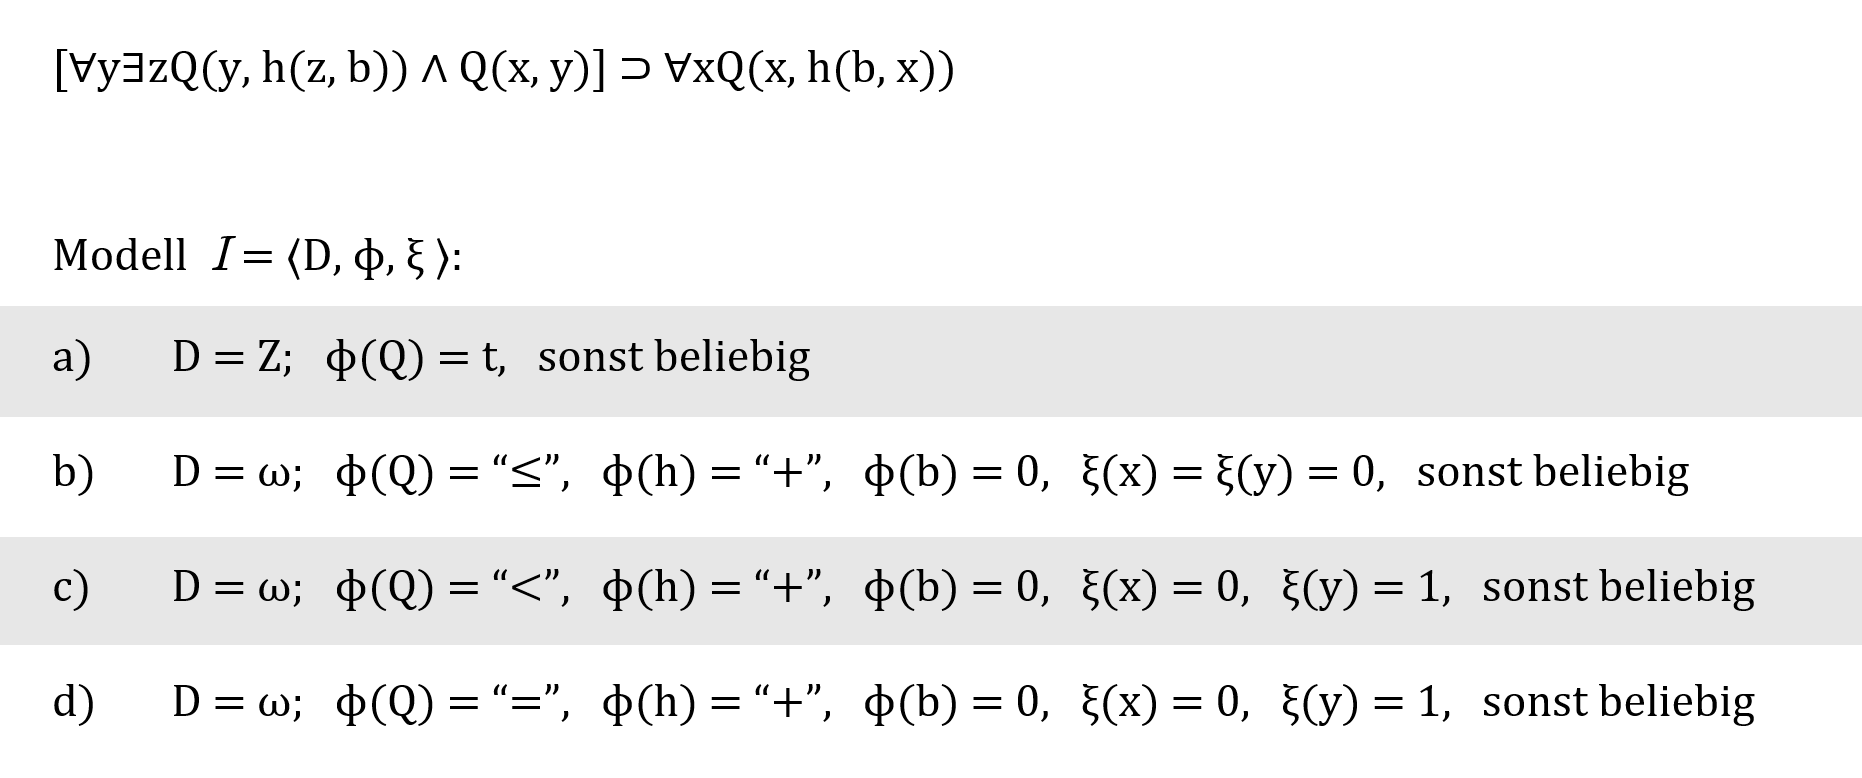 [∀y∃zQ(y, h(z, b)) ∧ Q(x, y)] ⊃ ∀xQ(x, h(b, x))
Modell I = ⟨D, ϕ, ξ ⟩:
a) D = Z; ϕ(Q) = t, sonst beliebig
b) D = ω; ϕ(Q) = “≤”, ϕ(h) = “+”, ϕ(b) = 0, ξ(x) = ξ(y) = 0, sonst beliebig
c) D = ω; ϕ(Q) = “<”, ϕ(h) = “+”, ϕ(b) = 0, ξ(x) = 0, ξ(y) = 1, sonst beliebig
d) D = ω; ϕ(Q) = “=”, ϕ(h) = “+”, ϕ(b) = 0, ξ(x) = 0, ξ(y) = 1, sonst beliebig